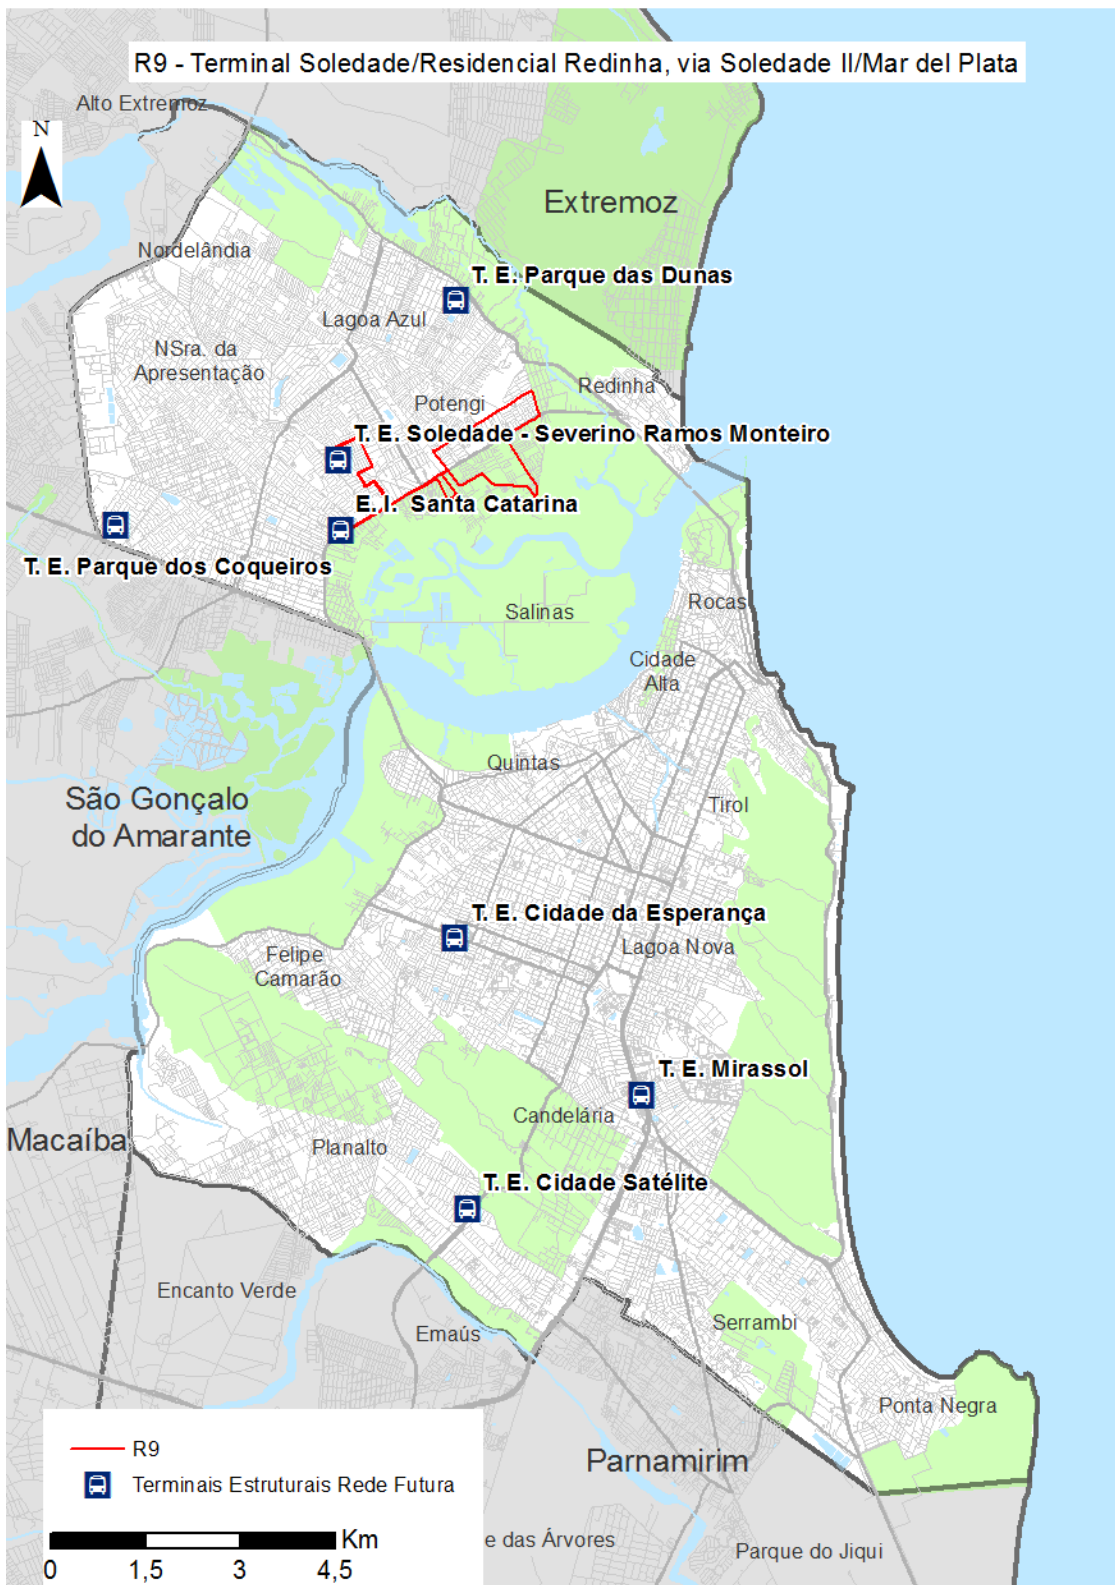 R9 - Terminal Soledade/Residencial Redinha, via Soledade II/Mar del Plata
Alto Extremoz
N
Extremoz
Nordelândia
T. E. Parque das Dunas
Lagoa Azul
NSra. da
Apresentação
Redinha
Potengi
T. E. Soledade - Severino Ramos Monteiro
E. I. Santa Catarina
T. E. Parque dos Coqueiros
Salinas
Rocas
Cidade
Alta
Quintas
São Gonçalo
do Amarante
Tirol
T. E. Cidade da Esperança
Lagoa Nova
Felipe
Camarão
T. E. Mirassol
Candelária
Macaíba
Planalto
T. E. Cidade Satélite
Encanto Verde
Emaús
Serrambi
Ponta Negra
Parnamirim
R9
Terminais Estruturais Rede Futura
Km
0 1,5 3 4,5
e das Árvores
Parque do Jiqui